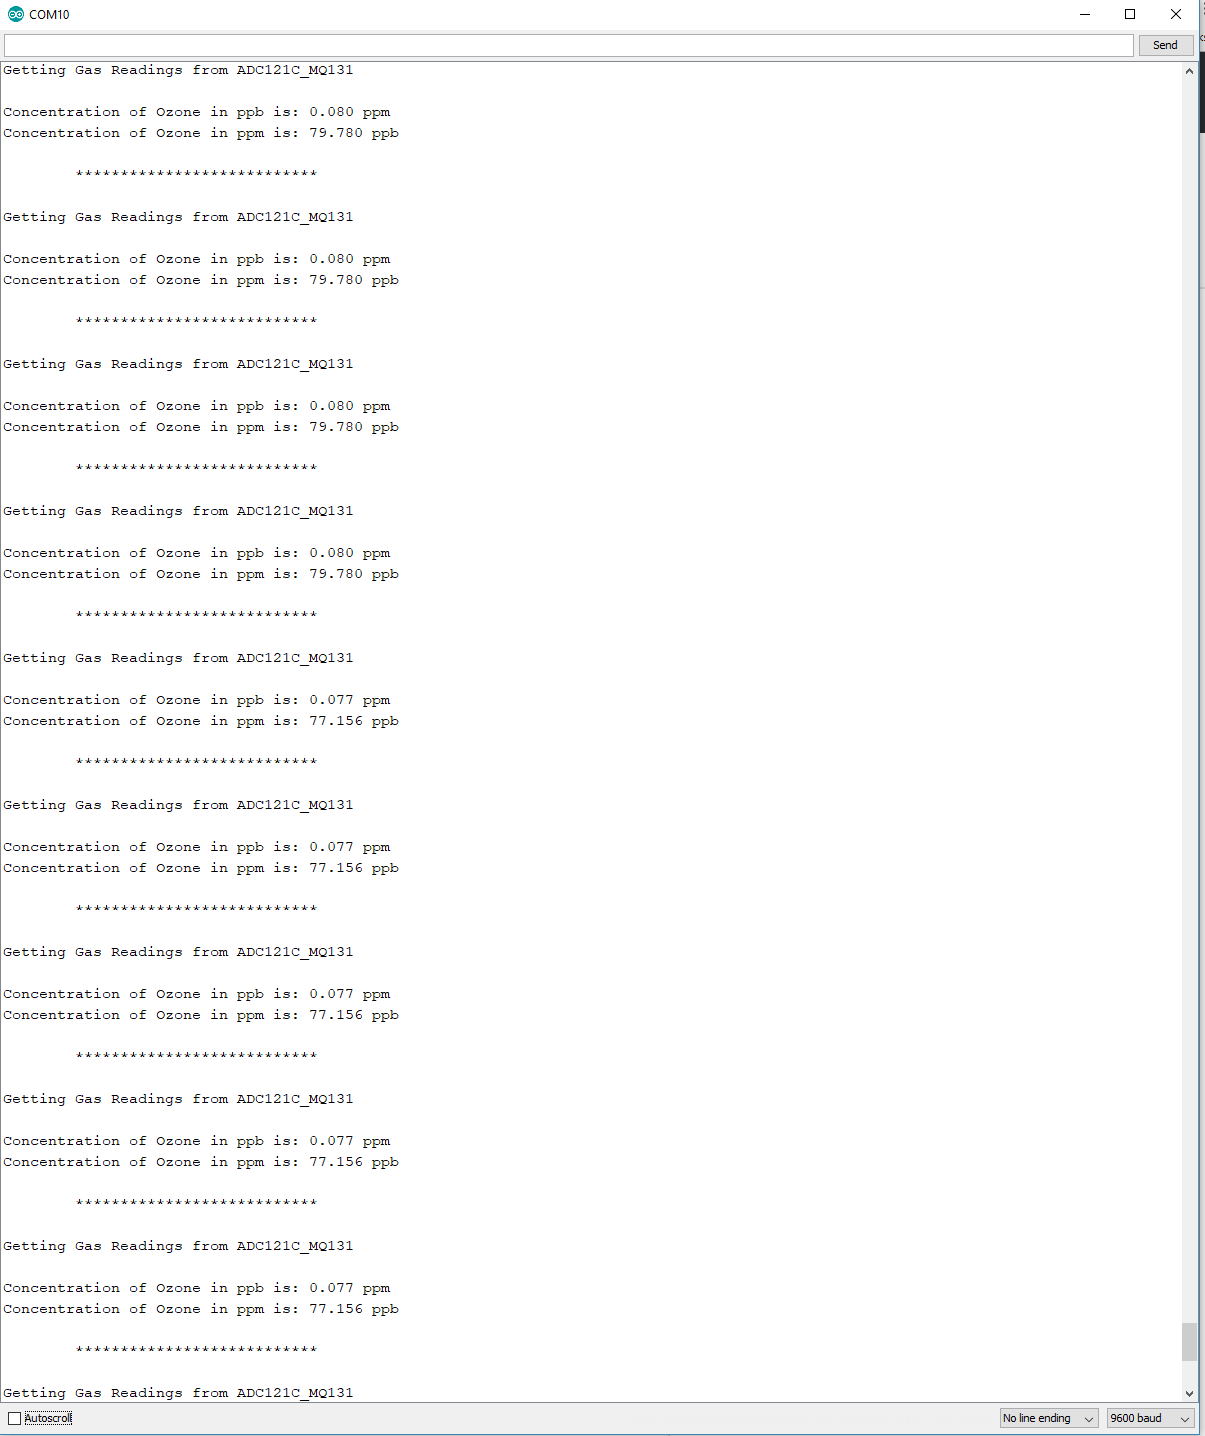 COM10
Send
Getting Gas Readings from ADC121C_MQ131
Concentration of Ozone in ppb is: 0.080 ppm
Concentration of Ozone in ppm is: 79.780 ppb
***************************
Getting Gas Readings from ADC121C_MQ131
Concentration of Ozone in ppb is: 0.080 ppm
Concentration of Ozone in ppm is: 79.780 ppb
***************************
Getting Gas Readings from ADC121C_MQ131
Concentration of Ozone in ppb is: 0.080 ppm
Concentration of Ozone in ppm is: 79.780 ppb
***************************
Getting Gas Readings from ADC121C_MQ131
Concentration of Ozone in ppb is: 0.080 ppm
Concentration of Ozone in ppm is: 79.780 ppb
***************************
Getting Gas Readings from ADC121C_MQ131
Concentration of Ozone in ppb is: 0.077 ppm
Concentration of Ozone in ppm is: 77.156 ppb
***************************
Getting Gas Readings from ADC121C_MQ131
Concentration of Ozone in ppb is: 0.077 ppm
Concentration of Ozone in ppm is: 77.156 ppb
***************************
Getting Gas Readings from ADC121C_MQ131
Concentration of Ozone in ppb is: 0.077 ppm
Concentration of Ozone in ppm is: 77.156 ppb
***************************
Getting Gas Readings from ADC121C_MQ131
Concentration of Ozone in ppb is: 0.077 ppm
Concentration of Ozone in ppm is: 77.156 ppb
***************************
Getting Gas Readings from ADC121C_MQ131
Concentration of Ozone in ppb is: 0.077 ppm
Concentration of Ozone in ppm is: 77.156 ppb
***************************
Getting Gas Readings from ADC121C_MQ131
Autoscroll
No line ending
9600 baud